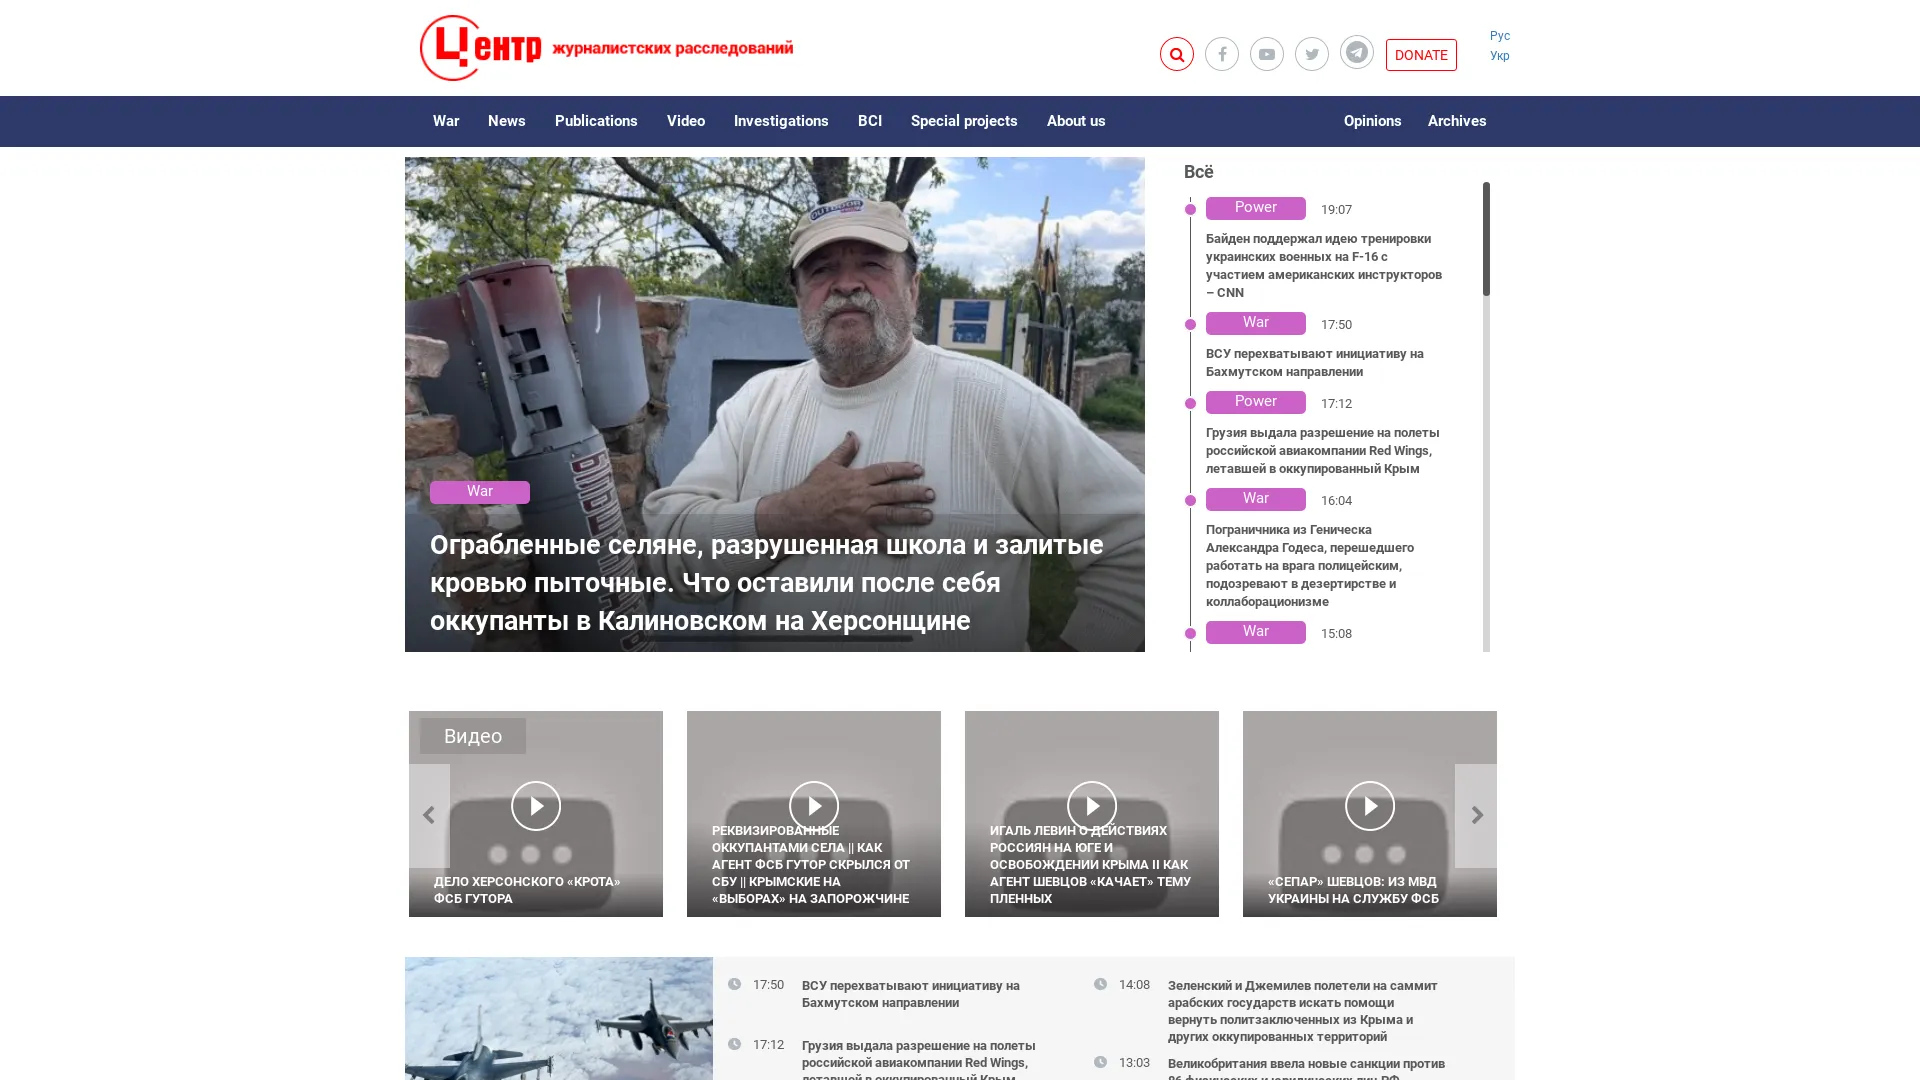 Центр журналистских расследований
DONATE
Рус
Укр
War News Publications Video Investigations BCI Special projects About us Opinions Archives
War
Ограбленные селяне, разрушенная школа и залитые
кровью пыточные. Что оставили после себя
оккупанты в Калиновском на Херсонщине
Всё
Power 19:07
Байден поддержал идею тренировки
украинских военных на F-16 с
участием американских инструкторов
– CNN
War 17:50
ВСУ перехватывают инициативу на
Бахмутском направлении
Power 17:12
Грузия выдала разрешение на полеты
российской авиакомпании Red Wings,
летавшей в оккупированный Крым
War 16:04
Пограничника из Геническа
Александра Годеса, перешедшего
работать на врага полицейским,
подозревают в дезертирстве и
коллаборационизме
War 15:08
Видео
ДЕЛО ХЕРСОНСКОГО «КРОТА»
ФСБ ГУТОРА
РЕКВИЗИРОВАННЫЕ
ОККУПАНТАМИ СЕЛА || КАК
АГЕНТ ФСБ ГУТОР СКРЫЛСЯ ОТ
СБУ || КРЫМСКИЕ НА
«ВЫБОРАХ» НА ЗАПОРОЖЧИНЕ
ИГАЛЬ ЛЕВИН О ДЕЙСТВИЯХ
РОССИЯН НА ЮГЕ И
ОСВОБОЖДЕНИИ КРЫМА II КАК
АГЕНТ ШЕВЦОВ «КАЧАЕТ» ТЕМУ
ПЛЕННЫХ
«СЕПАР» ШЕВЦОВ: ИЗ МВД
УКРАИНЫ НА СЛУЖБУ ФСБ
17:50 ВСУ перехватывают инициативу на
Бахмутском направлении
17:12 Грузия выдала разрешение на полеты
российской авиакомпании Red Wings,
летавшей в оккупированный Крым
14:08 Зеленский и Джемилев полетели на саммит
арабских государств искать помощи
вернуть политзаключенных из Крыма и
других оккупированных территорий
13:03 Великобритания ввела новые санкции против
86 физических и юридических лиц РФ